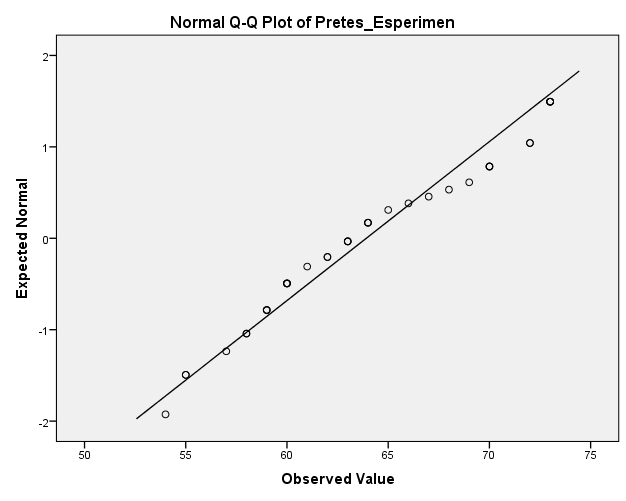 Normal Q-Q Plot of Pretes_Esperimen
Expected Normal
2
1
0
-1
-2
50 55 60 65 70 75
Observed Value